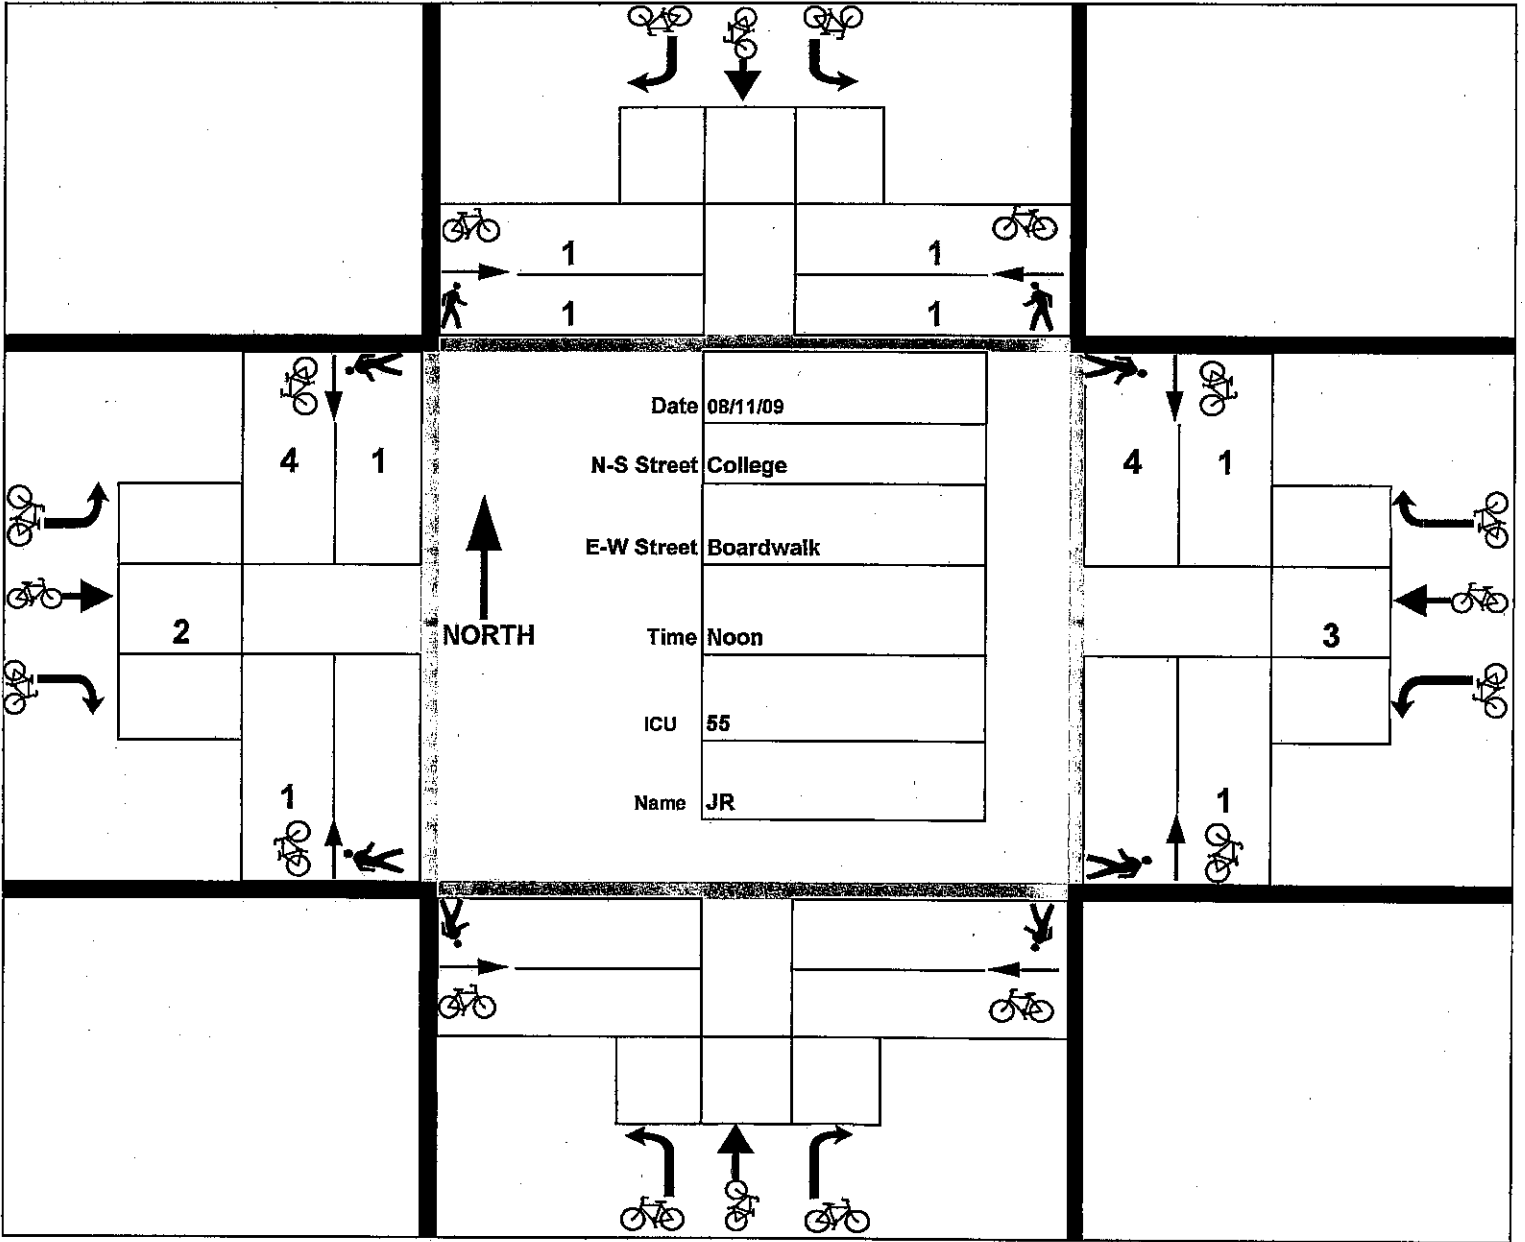 1 1
1 1
Date 08/11/09
4 1 N-S Street College 4 1
E-W Street Boardwalk
2 NORTH Time Noon 3
ICU 55
1 Name JR 1